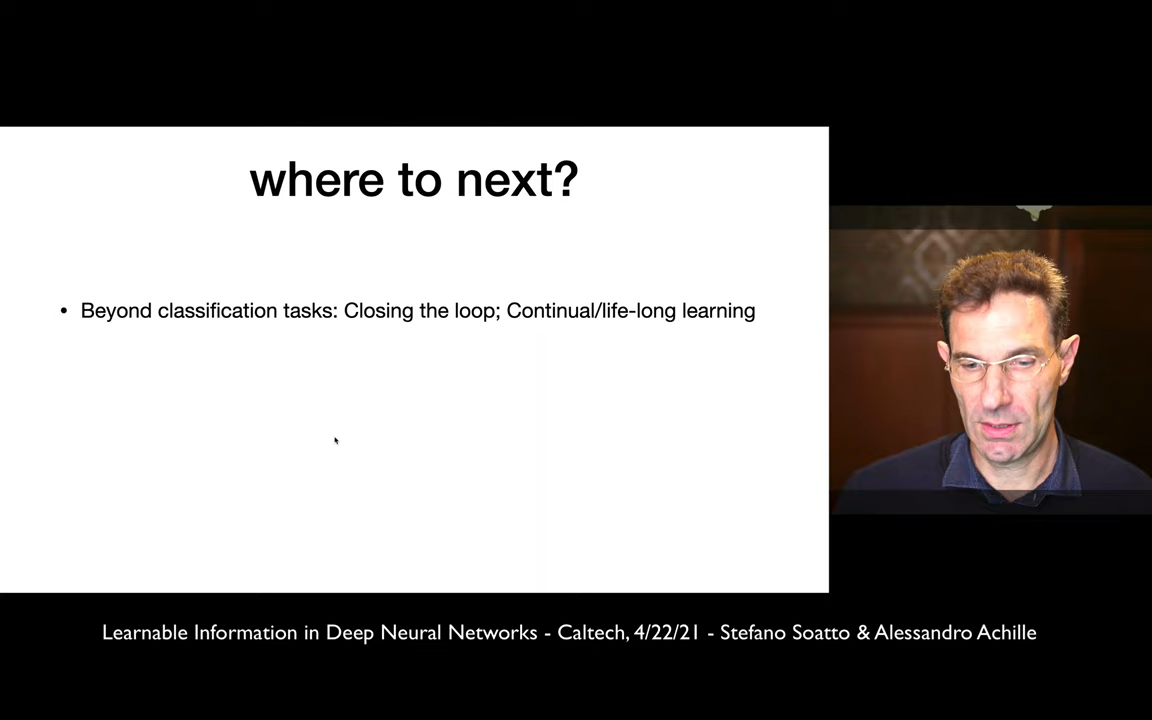 where to next?
• Beyond classification tasks: Closing the loop; Continual/life-long learning
Learnable Information in Deep Neural Networks - Caltech, 4/22/21 - Stefano Soatto & Alessandro Achille